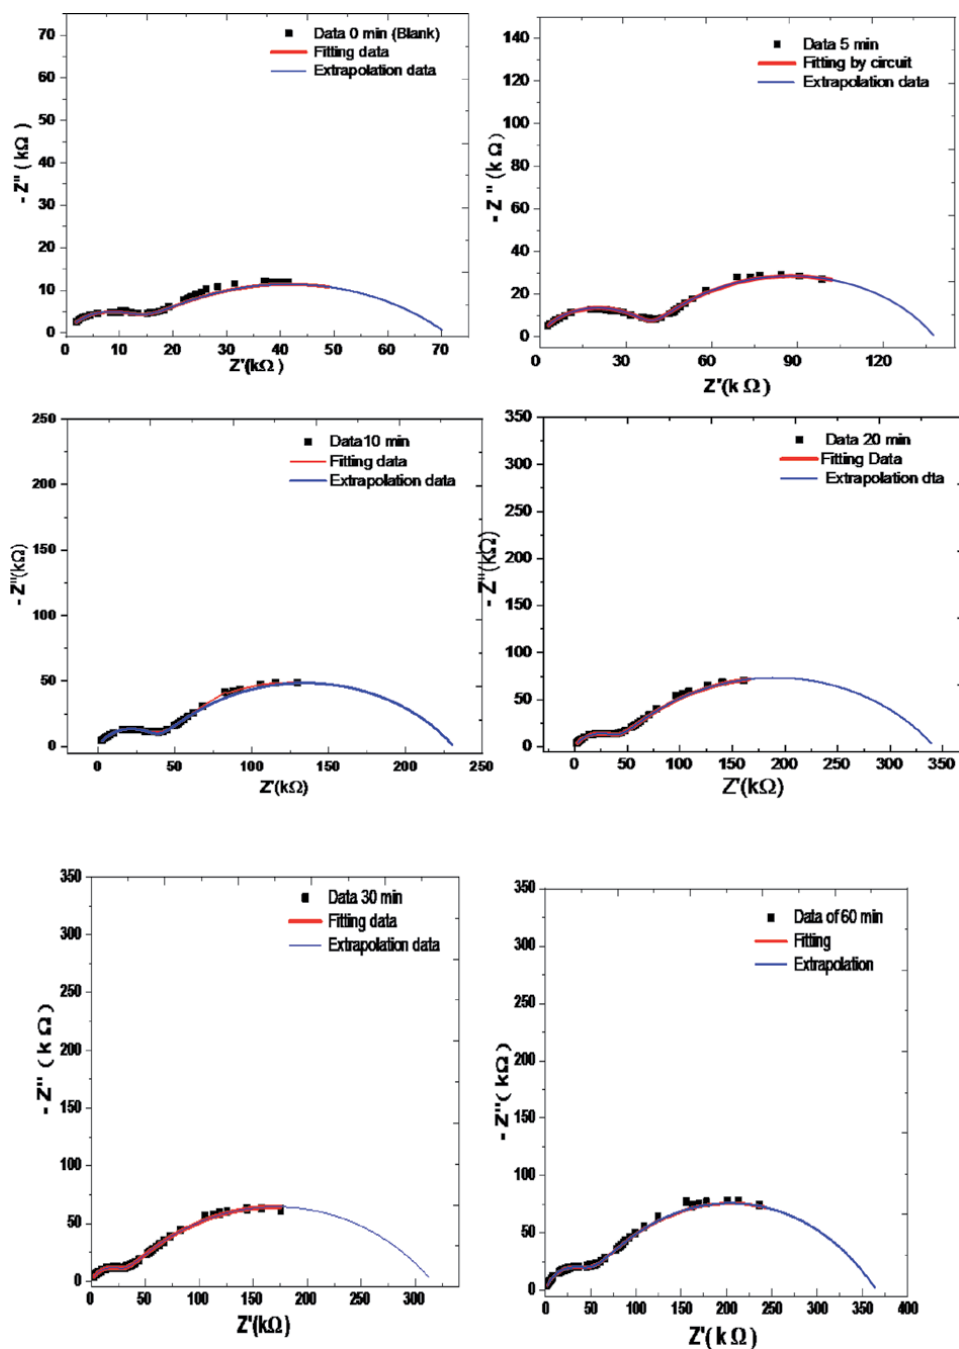 Data 0 min (Blank)
Fitting data
Extrapolation data
- Z'' ( kΩ)
75
70
60
50
40
30
20
10
0
0 10 20 30 40 50 60 70
Z'(kΩ)
Data 5 min
Fitting by circuit
Extrapolation data
- Z '' ( k Ω)
140
120
100
80
60
40
20
0
0 30 60 90 120
Z'(k Ω)
Data10 min
Fitting data
Extrapolation data
- Z''(kΩ)
250
200
150
100
50
0
0 50 100 150 200 250
Z'(kΩ)
Data 20 min
Fitting Data
Extrapolation dta
- Z''(kΩ)
350
300
250
200
150
100
50
0
0 50 100 150 200 250 300 350
Z'(kΩ)
Data 30 min
Fitting data
Extrapolation data
- Z'' ( k Ω)
350
300
250
200
150
100
50
0
0 50 100 150 200 250 300
Z'(kΩ)
Data of 60 min
Fitting
Extrapolation
- Z''( kΩ)
350
300
250
200
150
100
50
0
0 50 100 150 200 250 300 350 400
Z'( k Ω)